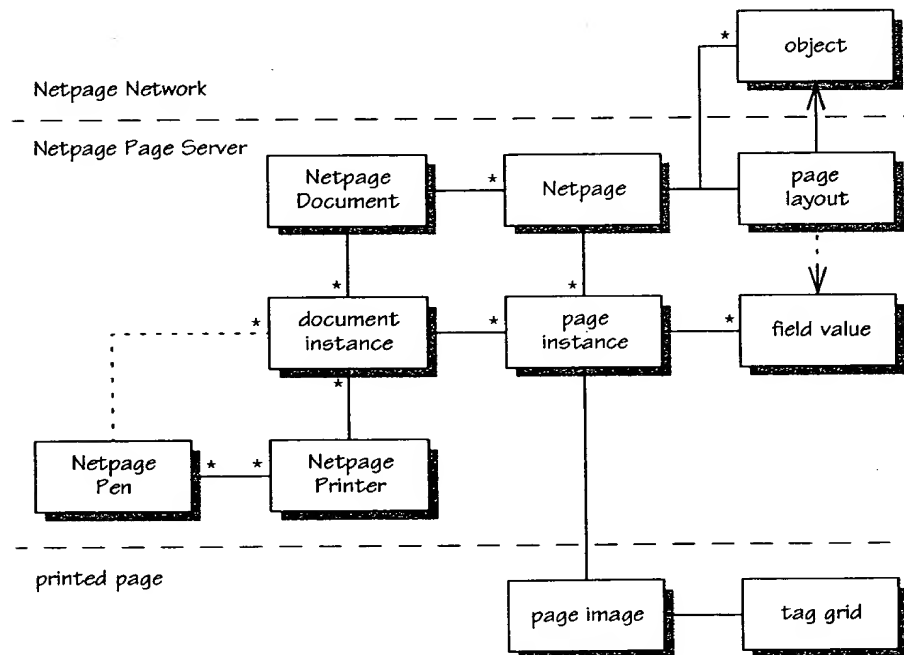 *
object
Netpage Network
Netpage Page Server
Netpage
Document
*
Netpage
page
layout
*
*
*
document
instance
*
page
instance
*
field value
*
Netpage
Pen
*
*
Netpage
Printer
printed page
page image
tag grid